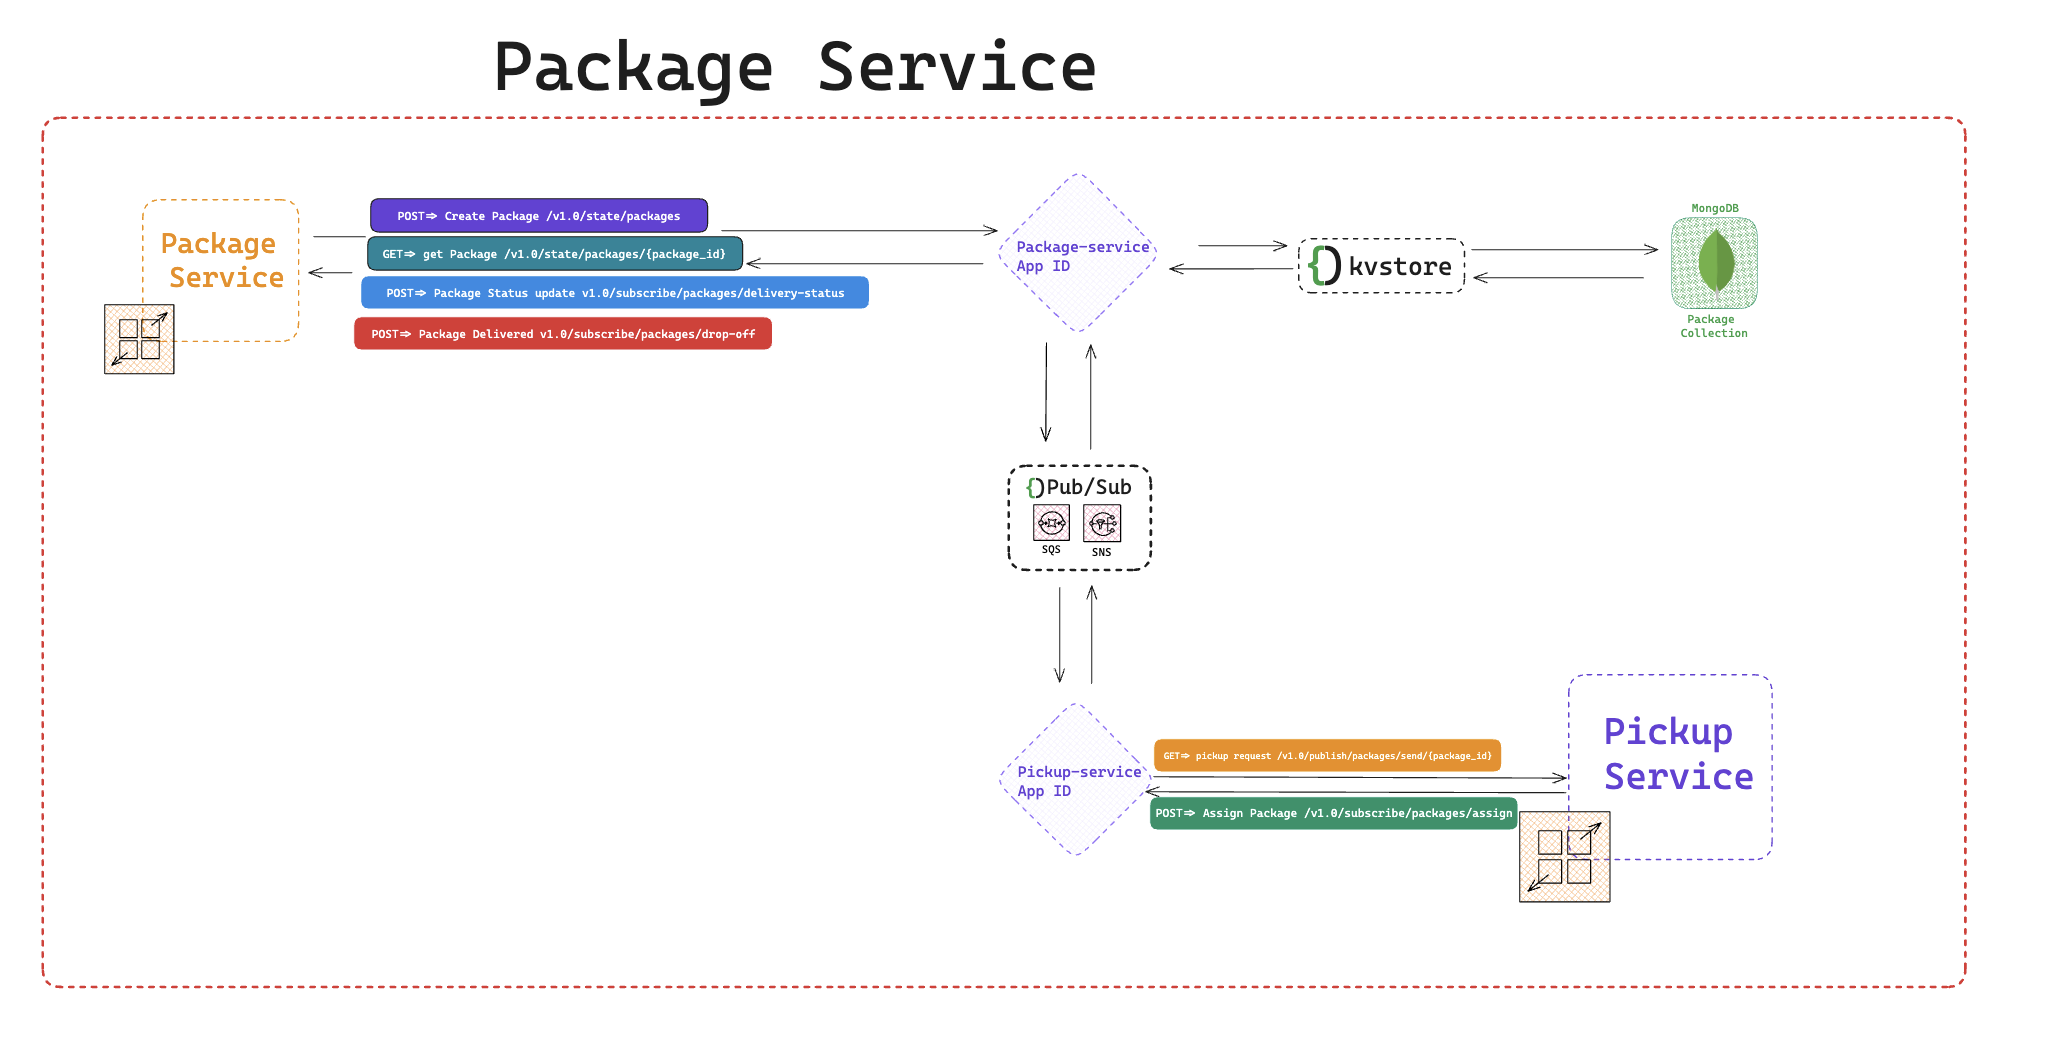 Package Service
Package
Service
POST=> Create Package /v1.0/state/packages
GET=> get Package /v1.0/state/packages/{package_id}
POST=> Package Status update v1.0/subscribe/packages/delivery-status
POST=> Package Delivered v1.0/subscribe/packages/drop-off
Package-service
App ID
kvstore
MongoDB
Package
Collection
Pub/Sub
SQS
SNS
Pickup-service
App ID
GET=> pickup request /v1.0/publish/packages/send/{package_id}
POST=> Assign Package /v1.0/subscribe/packages/assign
Pickup
Service